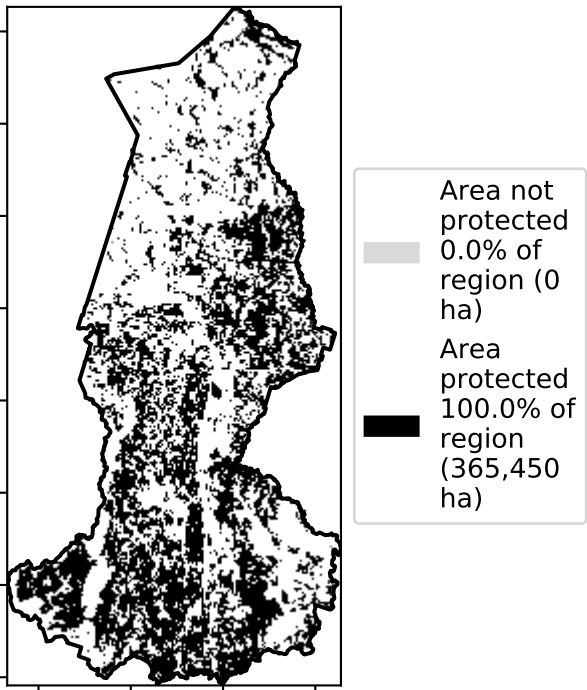 Area not
protected
0.0% of
region (0
ha)
Area
protected
100.0% of
region
(365,450
ha)